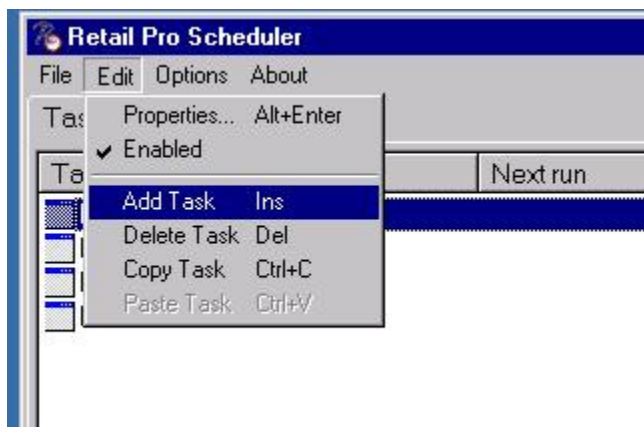 Retail Pro Scheduler
File Edit Options About
Properties... Alt+Enter
Enabled
Next run
Add Task Ins
Delete Task Del
Copy Task Ctrl+C
Paste Task Ctrl+V